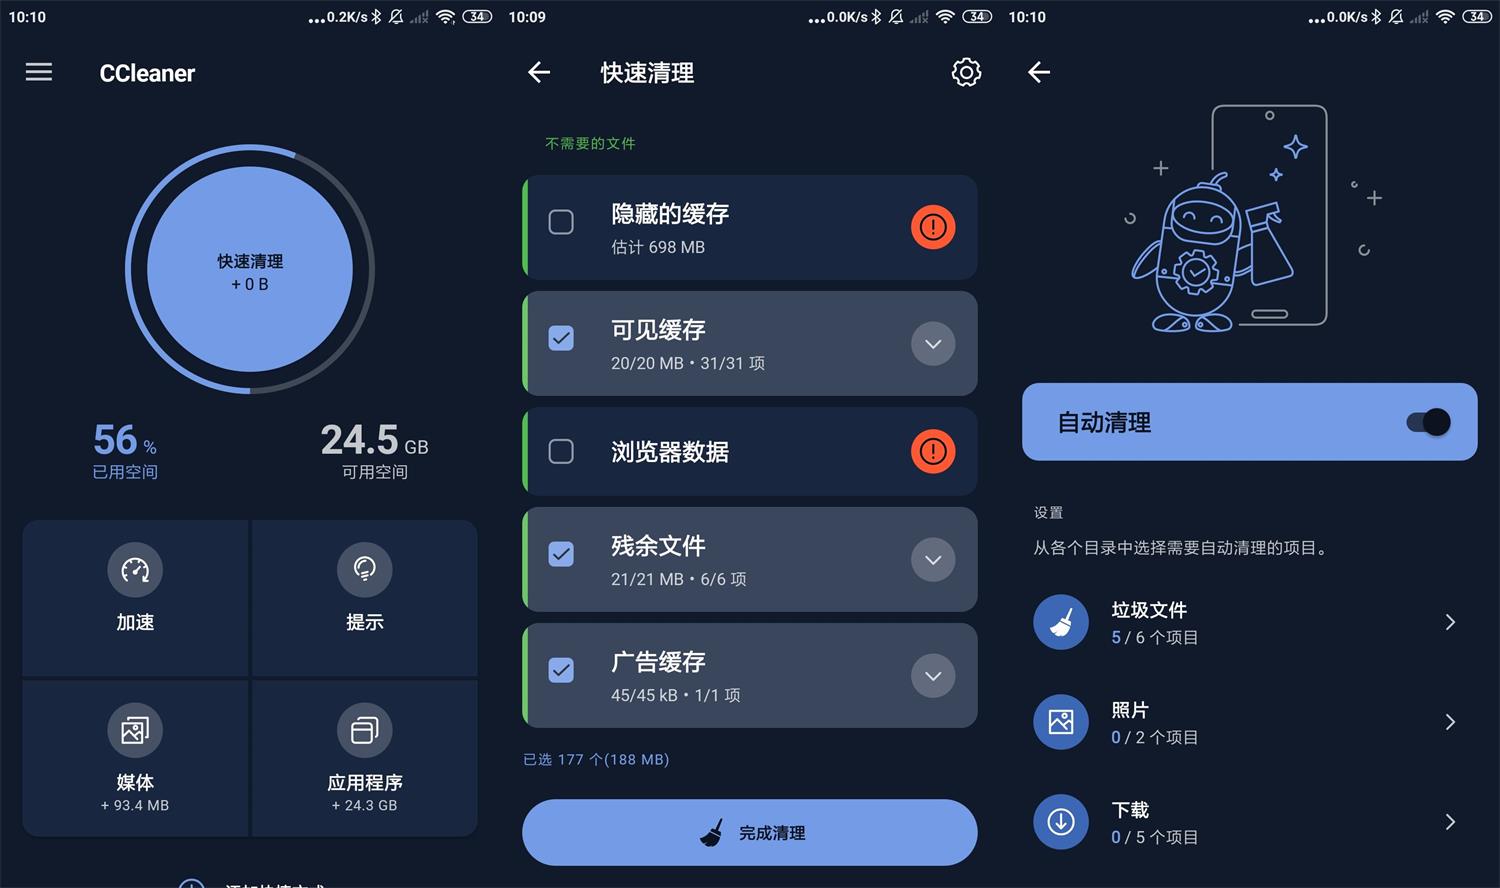 10:10
...0.2K/s
34
CCleaner
快速清理
+ 0 B
56 %
已用空间
24.5 GB
可用空间
加速
提示
媒体
+ 93.4 MB
应用程序
+ 24.3 GB
10:09
...0.0K/s
34
快速清理
不需要的文件
隐藏的缓存
估计 698 MB
可见缓存
20/20 MB • 31/31 项
浏览器数据
残余文件
21/21 MB • 6/6 项
广告缓存
45/45 kB • 1/1 项
已选 177 个(188 MB)
完成清理
10:10
...0.0K/s
34
自动清理
设置
从各个目录中选择需要自动清理的项目。
垃圾文件
5 / 6 个项目
照片
0 / 2 个项目
下载
0 / 5 个项目